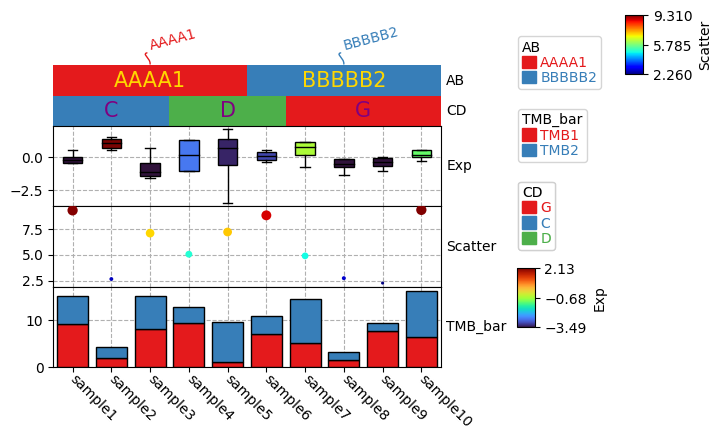 AAAA1
BBBBB2
AAAA1 BBBBB2 AB
C D G CD
0.0
−2.5
Exp
7.5
5.0
2.5
Scatter
10
0
TMB_bar
sample1 sample2 sample3 sample4 sample5 sample6 sample7 sample8 sample9 sample10
AB
AAAA1
BBBBB2
TMB_bar
TMB1
TMB2
CD
G
C
D
2.13
−0.68
−3.49
Exp
9.310
5.785
2.260
Scatter